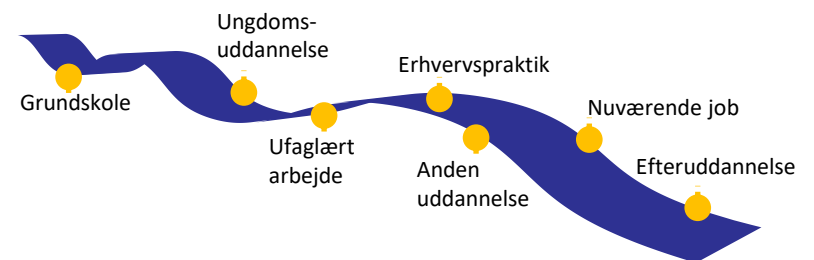 Grundskole
Ungdoms-
uddannelse
Ufaglært
arbejde
Erhvervspraktik
Anden
uddannelse
Nuværende job
Efteruddannelse